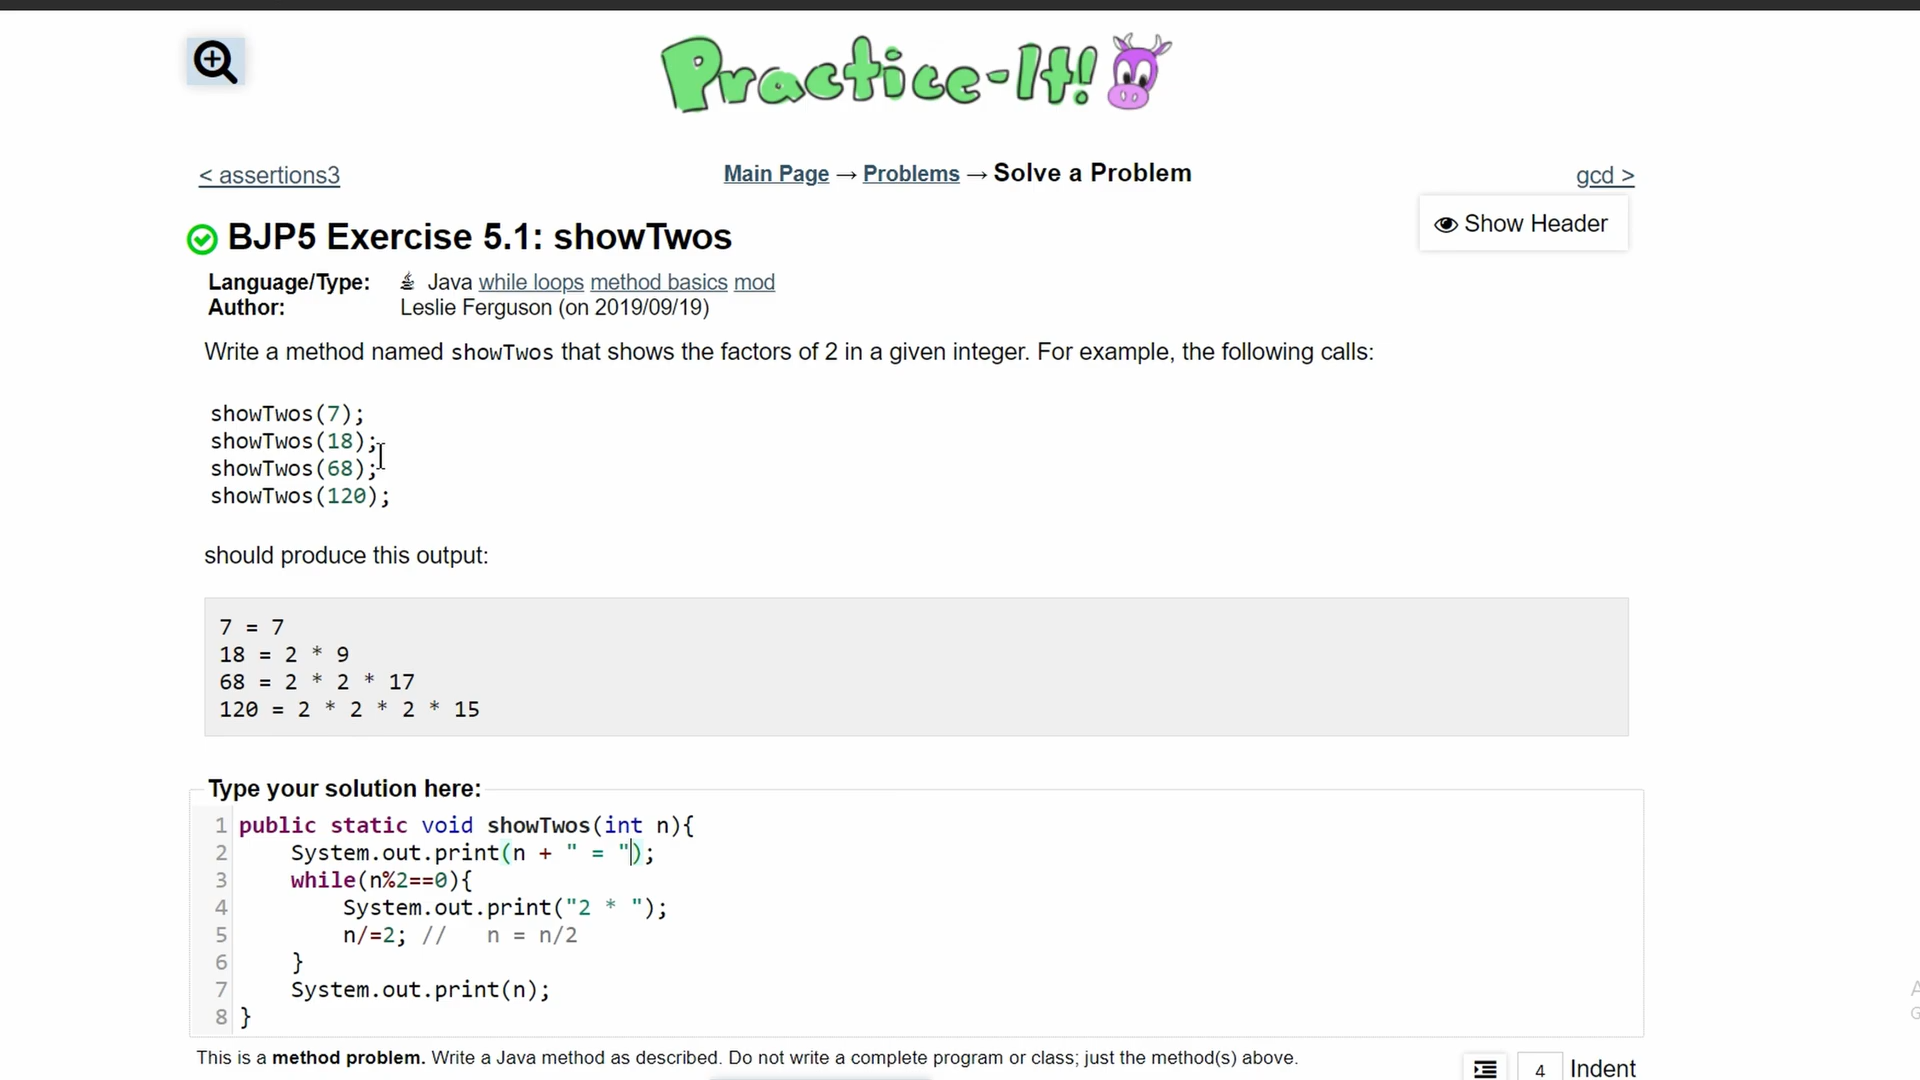 Practice-It!
< assertions3
Main Page → Problems → Solve a Problem
gcd >
Show Header
BJP5 Exercise 5.1: showTwos
Language/Type: Java while loops method basics mod
Author: Leslie Ferguson (on 2019/09/19)
Write a method named showTwos that shows the factors of 2 in a given integer. For example, the following calls:
showTwos(7);
showTwos(18);
showTwos(68);
showTwos(120);
should produce this output:
7 = 7
18 = 2 * 9
68 = 2 * 2 * 17
120 = 2 * 2 * 2 * 15
Type your solution here:
1 public static void showTwos(int n){
2     System.out.print(n + " = ");
3     while(n%2==0){
4         System.out.print("2 * ");
5         n/=2; //   n = n/2
6     }
7     System.out.print(n);
8 }
This is a method problem. Write a Java method as described. Do not write a complete program or class; just the method(s) above.
4 Indent